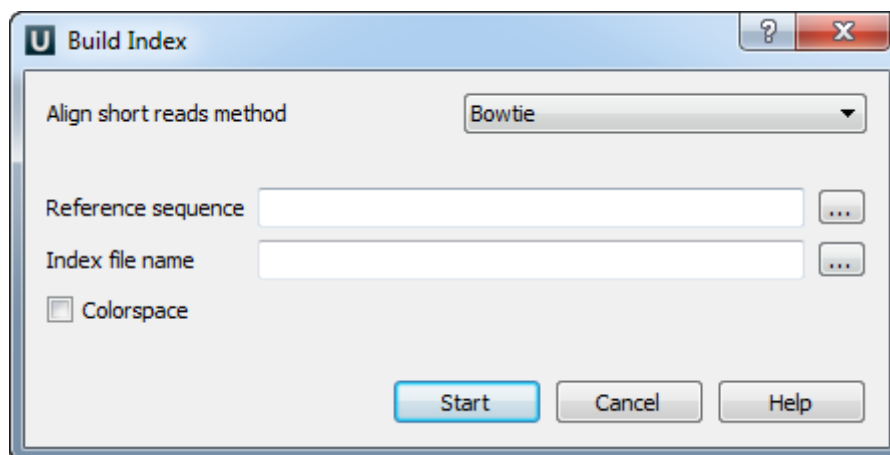 U Build Index ? X
Align short reads method Bowtie
Reference sequence ...
Index file name ...
Colorspace
Start Cancel Help